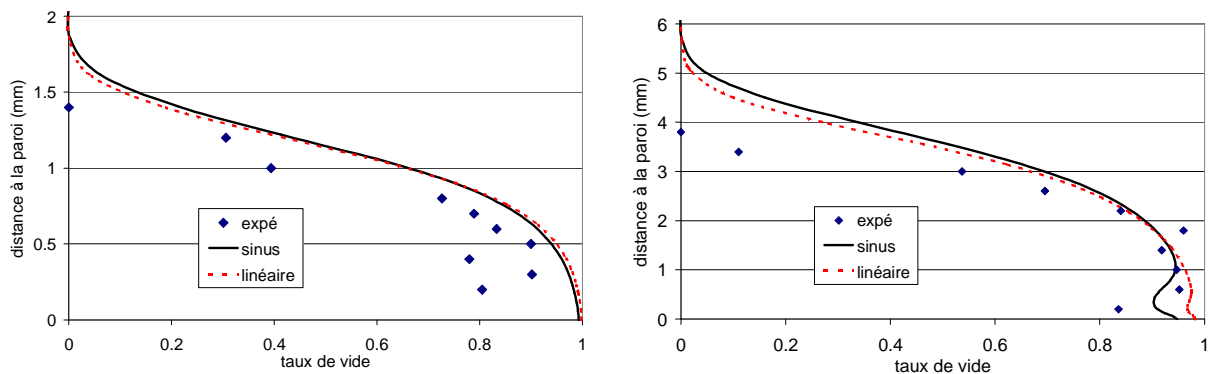 2
1.5
1
0.5
0
distance à la paroi (mm)
expé
sinus
linéaire
0 0.2 0.4 0.6 0.8 1
taux de vide
6
5
4
3
2
1
0
distance à la paroi (mm)
expé
sinus
linéaire
0 0.2 0.4 0.6 0.8 1
taux de vide